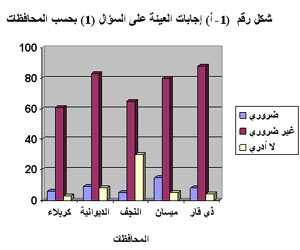 شكل رقم (1 - أ) إجابات العينة على السؤال (1) بحسب المحافظات
100
80
60
40
20
0
ضروري
غير ضروري
لا أدري
كربلاء الديوانية النجف ميسان ذي قار
المحافظات